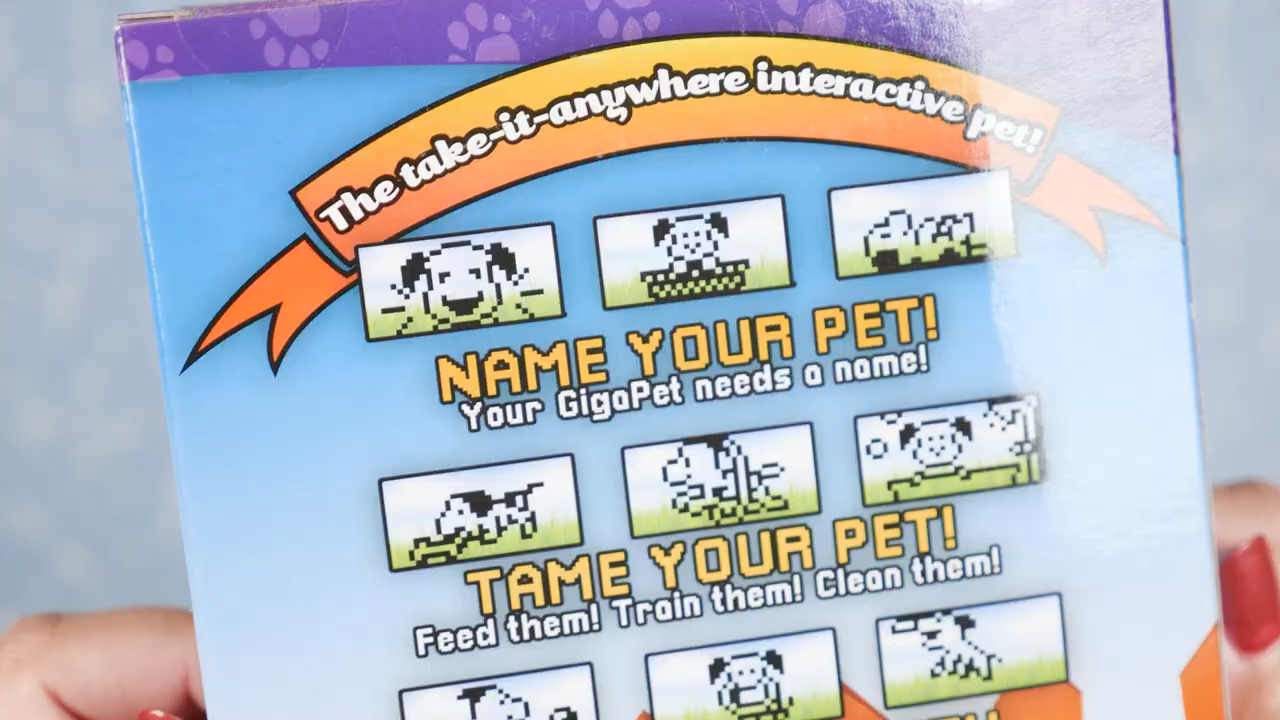 The take-it-anywhere interactive pet!
NAME YOUR PET!
Your GigaPet needs a name!
TAME YOUR PET!
Feed them! Train them! Clean them!